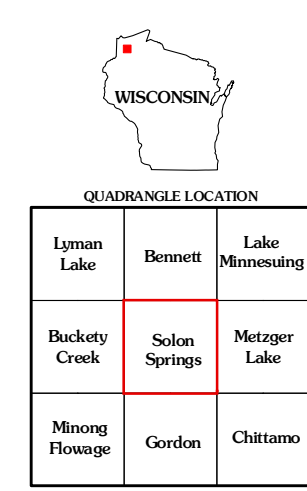 WISCONSIN
QUADRANGLE LOCATION
Lyman
Lake
Bennett
Lake
Minnesuing
Buckety
Creek
Solon
Springs
Metzger
Lake
Minong
Flowage
Gordon
Chittamo